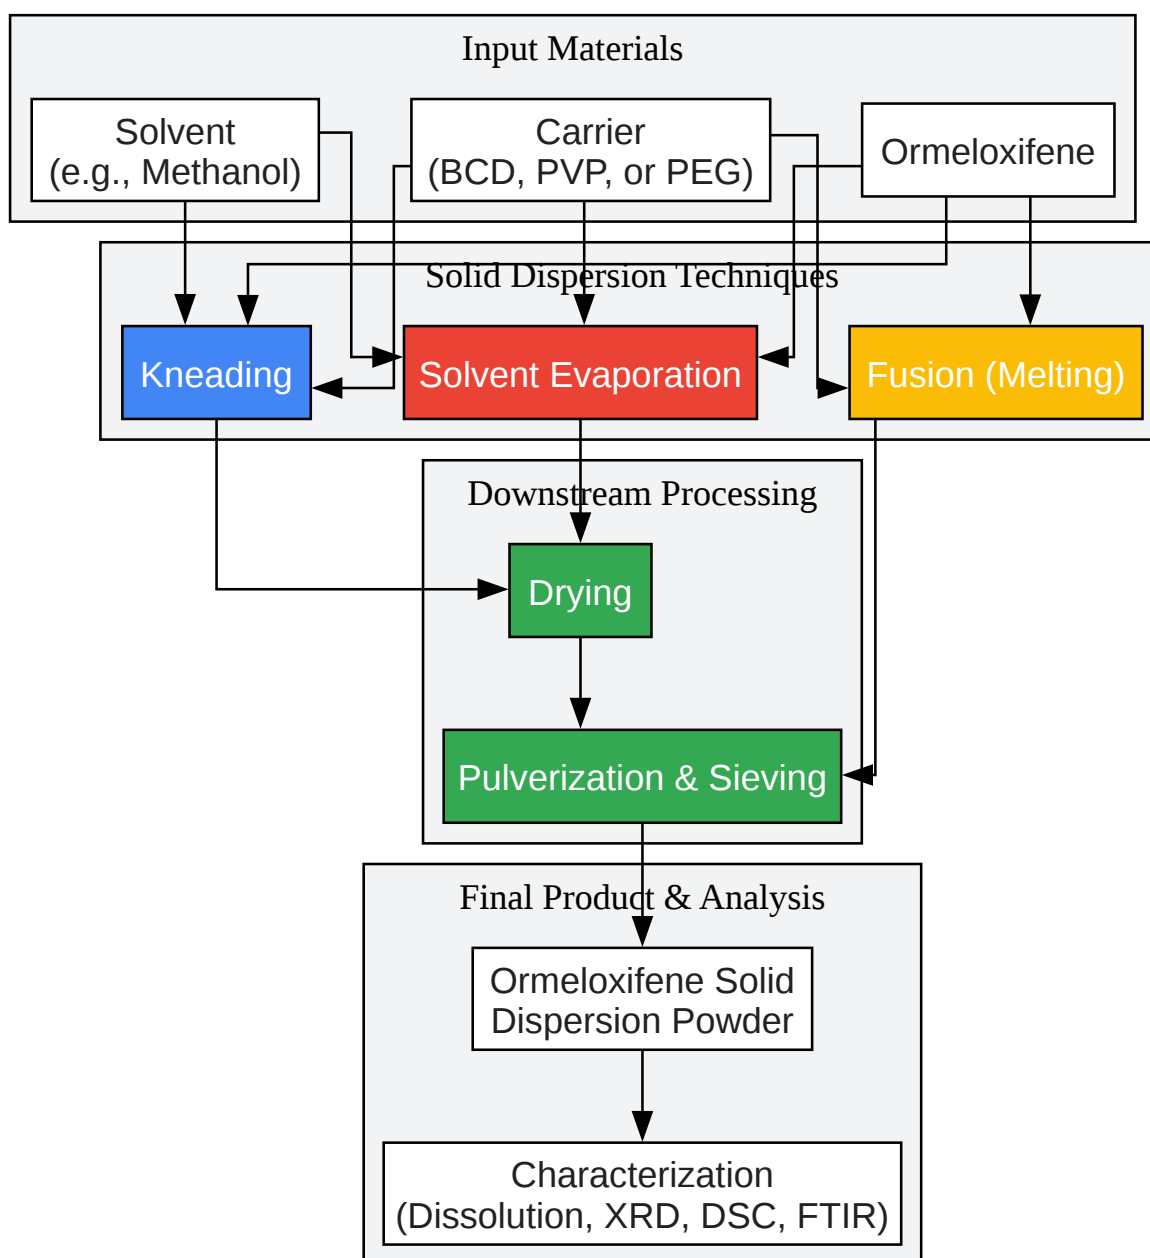 Input Materials
Solvent
(e.g., Methanol)
Carrier
(BCD, PVP, or PEG)
Ormeloxifene
Solid Dispersion Techniques
Kneading
Solvent Evaporation
Fusion (Melting)
Downstream Processing
Drying
Pulverization & Sieving
Final Product & Analysis
Ormeloxifene Solid
Dispersion Powder
Characterization
(Dissolution, XRD, DSC, FTIR)